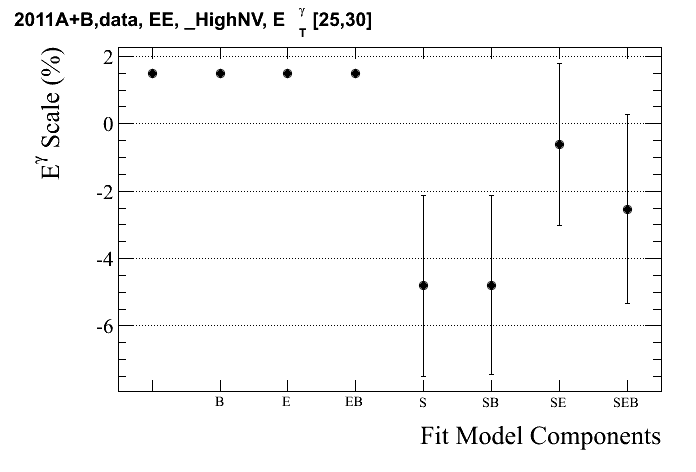 2011A+B,data, EE, _HighNV, E γ T [25,30]
E^γ Scale (%)
2
0
-2
-4
-6
B E EB S SB SE SEB
Fit Model Components